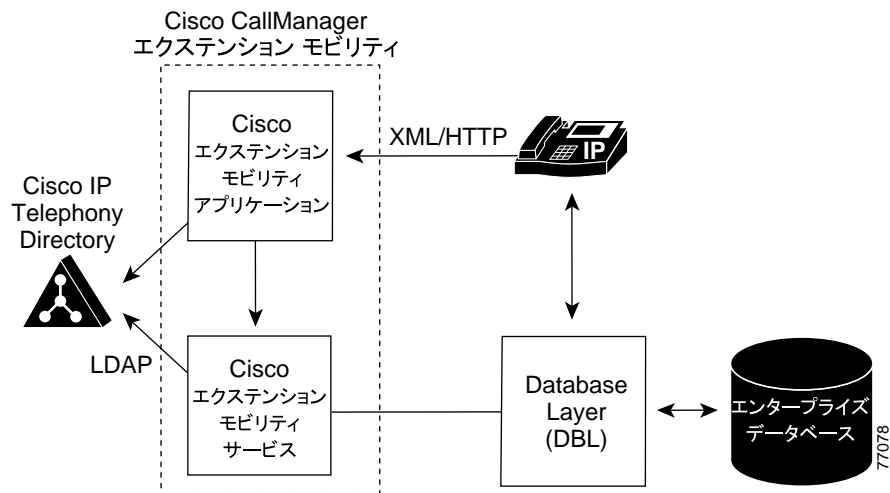 Cisco CallManager
エクステンション モビリティ
Cisco
エクステンション
モビリティ
アプリケーション
XML/HTTP
IP
Cisco IP
Telephony
Directory
LDAP
Cisco
エクステンション
モビリティ
サービス
Database
Layer
(DBL)
エンタープライズ
データベース
77078